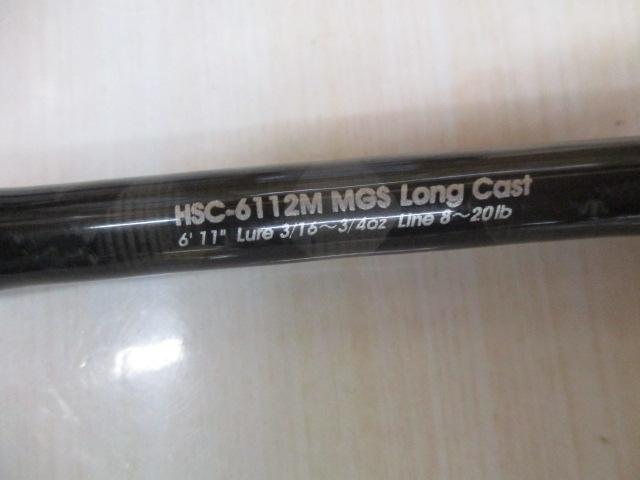 HSC-6112M MGS Long Cast
6' 11" Lure 3/16~3/4oz Line 8~20lb